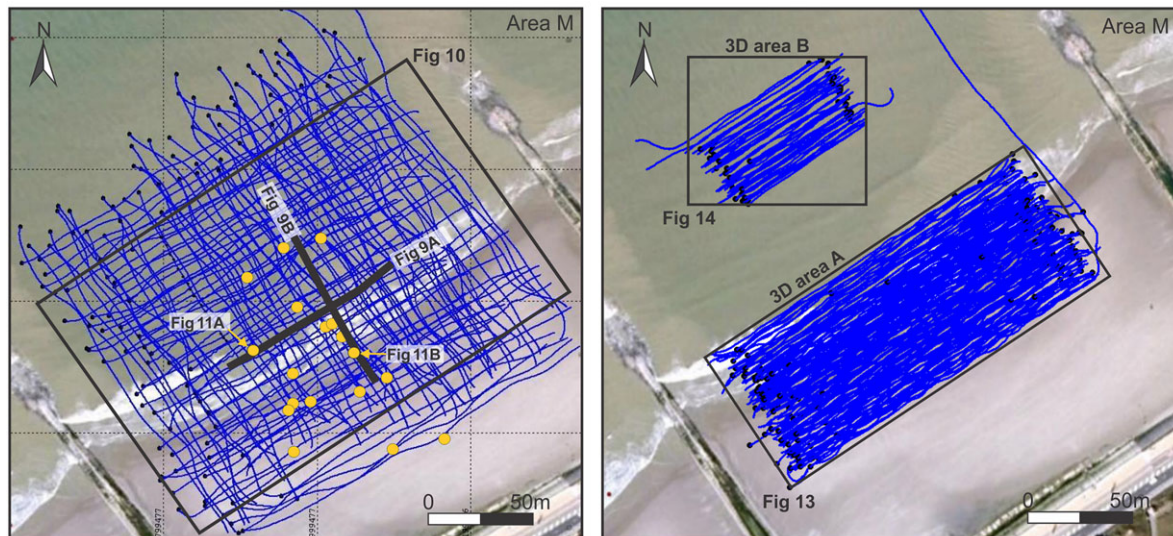 Area M
N
Fig 10
Fig 9B
Fig 9A
Fig 11A
Fig 11B
0 50m
Area M
N
3D area B
Fig 14
3D area A
Fig 13
0 50m